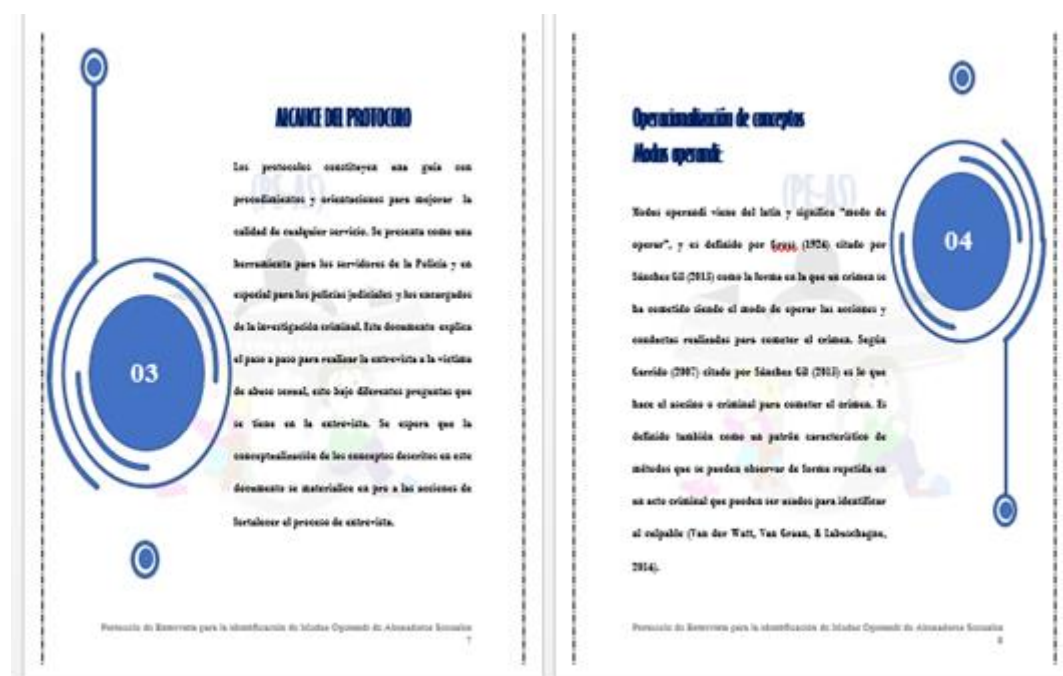 ALCANCE DEL PROTOCOLO
Los protocolos constituyen una guía con
procedimientos y orientaciones para mejorar la
calidad de cualquier servicio. Se presenta como una
herramienta para los servidores de la Policía y en
especial para los policías judiciales y los encargados
de la investigación criminal. Este documento explica
el paso a paso para realizar la entrevista a la víctima
de abuso sexual, esto bajo diferentes preguntas que
se tiene en la entrevista. Se espera que la
conceptualización de los conceptos descritos en este
documento se materialice en pro a las acciones de
fortalecer el proceso de entrevista.
03
(PE-AS)
Protocolo de Entrevista para la identificación de Modus Operandi de Abusadores Sexuales
7
Operacionalización de conceptos
Modus operandi:
Modus operandi viene del latín y significa "modo de
operar", y es definido por (1924) citado por
Sánchez Gil (2013) como la forma en la que un crimen se
ha cometido siendo el modo de operar las acciones y
conductas realizadas para cometer el crimen. Según
Garrido (2007) citado por Sánchez Gil (2013) es lo que
hace el asesino o criminal para cometer el crimen. Es
definido también como un patrón característico de
métodos que se pueden observar de forma repetida en
un acto criminal que pueden ser usados para identificar
al culpable (Van der Watt, Van Graan, & Labuschagne,
2014).
04
(PE-AS)
Protocolo de Entrevista para la identificación de Modus Operandi de Abusadores Sexuales
8